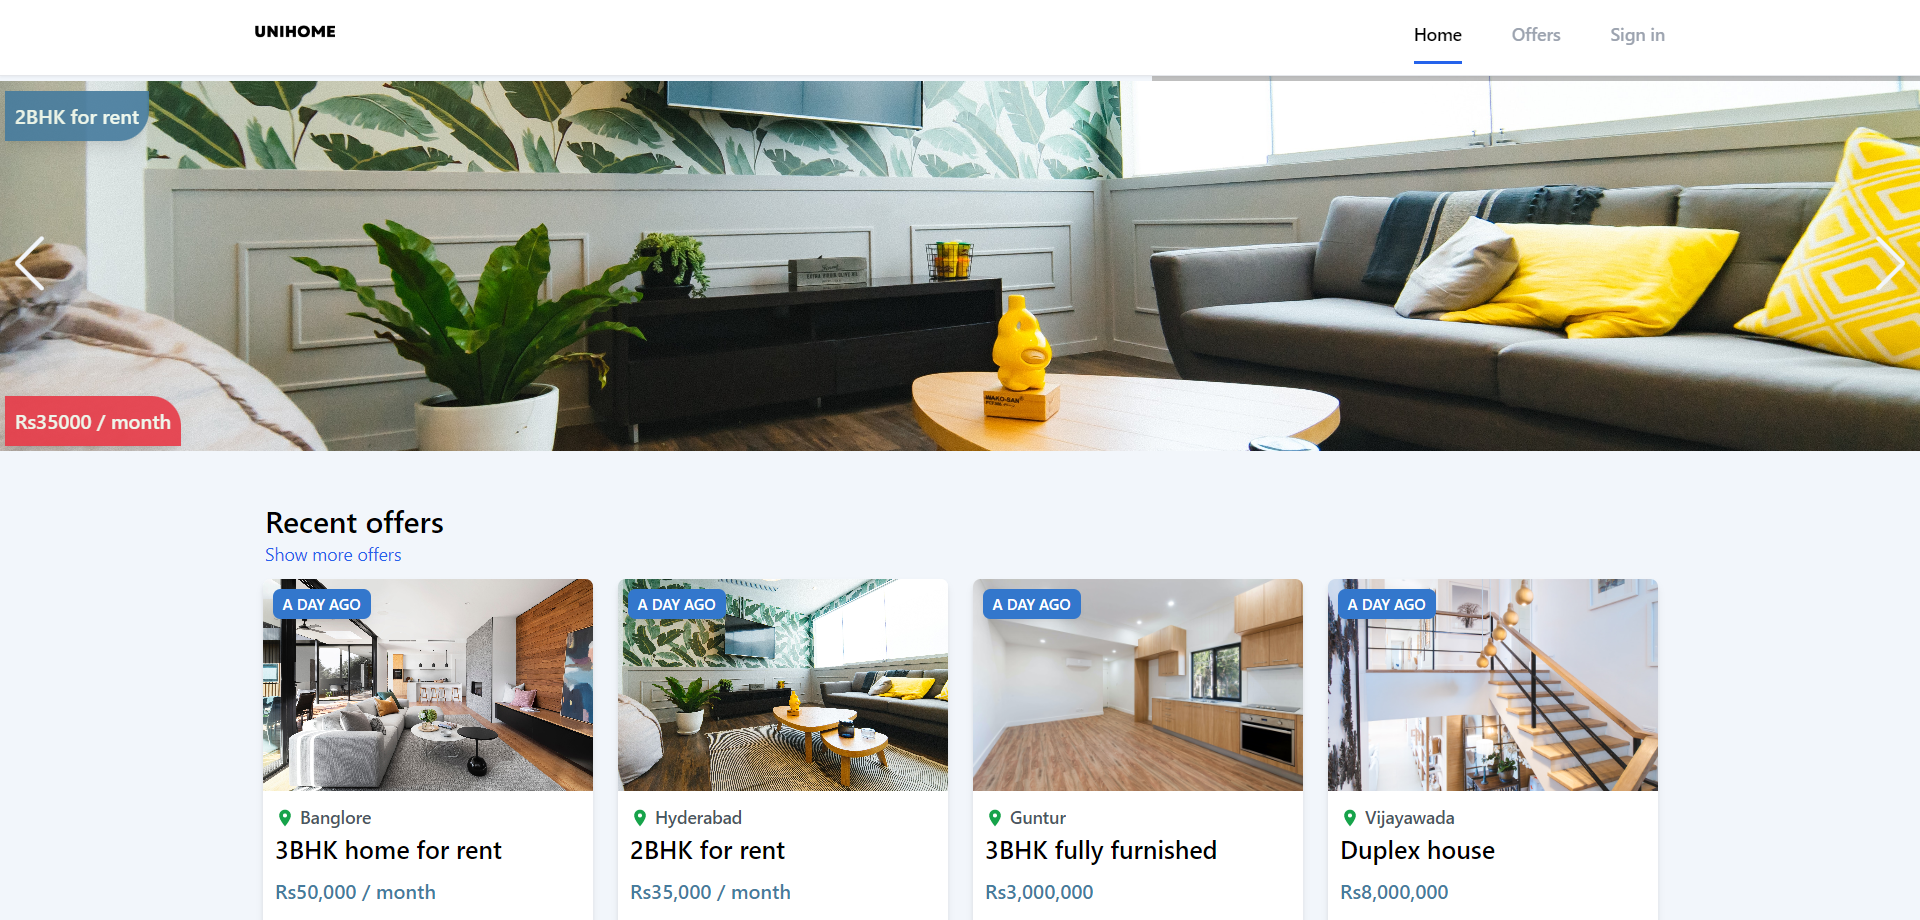 UNIHOME
Home
Offers
Sign in
2BHK for rent
Rs35000 / month
Recent offers
Show more offers
A DAY AGO
A DAY AGO
A DAY AGO
A DAY AGO
Banglore
Hyderabad
Guntur
Vijayawada
3BHK home for rent
2BHK for rent
3BHK fully furnished
Duplex house
Rs50,000 / month
Rs35,000 / month
Rs3,000,000
Rs8,000,000